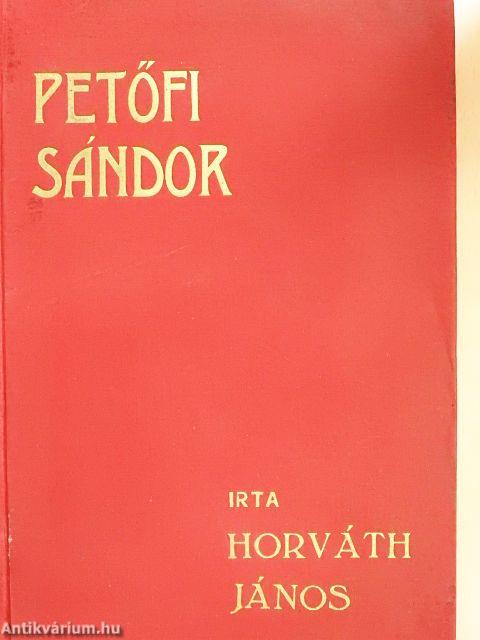 PETŐFI
SÁNDOR
IRTA
HORVÁTH
JÁNOS
Antikvárium.hu